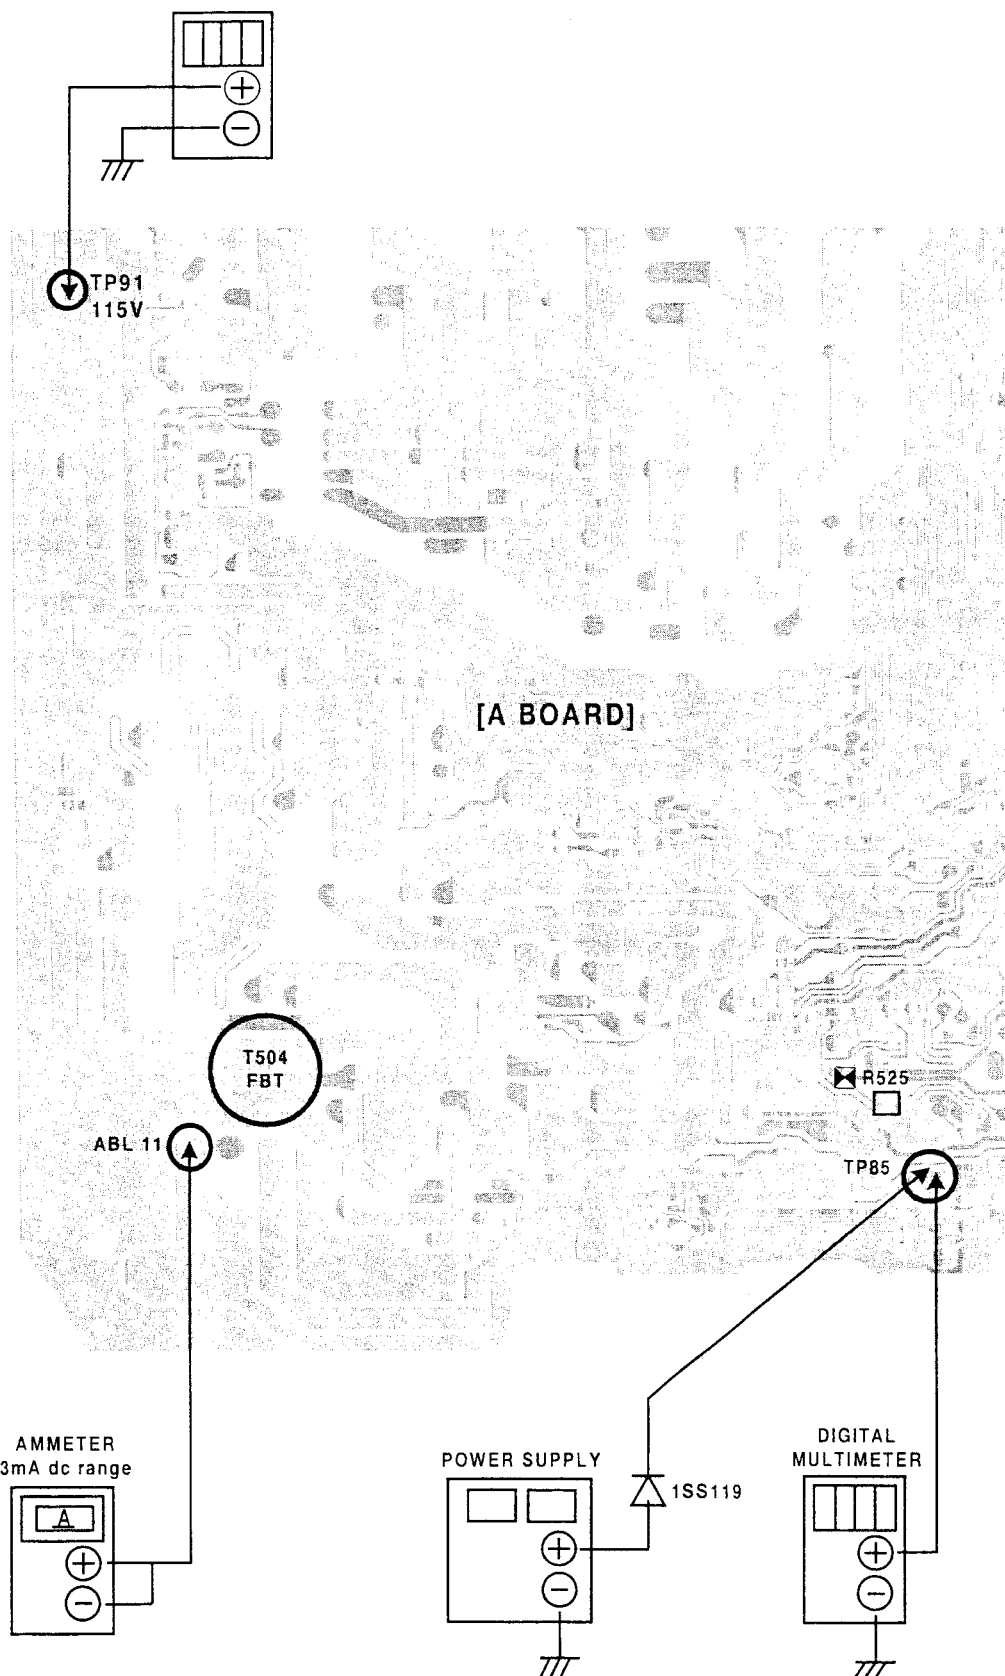 TP91
115V
[A BOARD]
T504
FBT
R525
ABL 11
TP85
AMMETER
3mA dc range
A
POWER SUPPLY
1SS119
DIGITAL
MULTIMETER